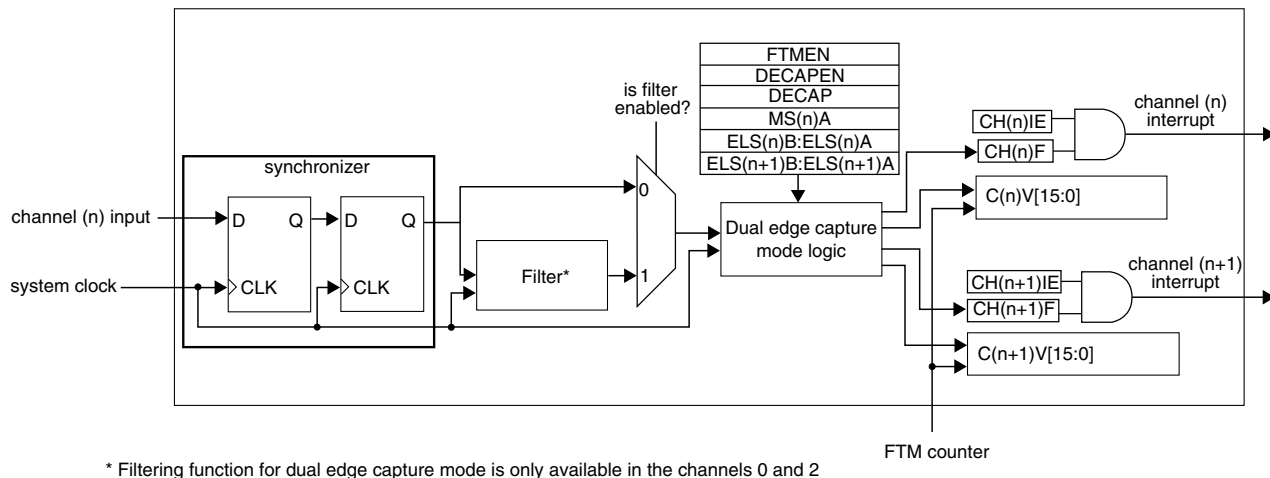 FTMEN
DECAPEN
DECAP
MS(n)A
ELS(n)B:ELS(n)A
ELS(n+1)B:ELS(n+1)A
is filter
enabled?
synchronizer
channel (n) input
D Q
D Q
system clock
CLK
CLK
Filter*
0
1
Dual edge capture
mode logic
CH(n)IE
CH(n)F
channel (n)
interrupt
C(n)V[15:0]
CH(n+1)IE
CH(n+1)F
channel (n+1)
interrupt
C(n+1)V[15:0]
FTM counter
* Filtering function for dual edge capture mode is only available in the channels 0 and 2